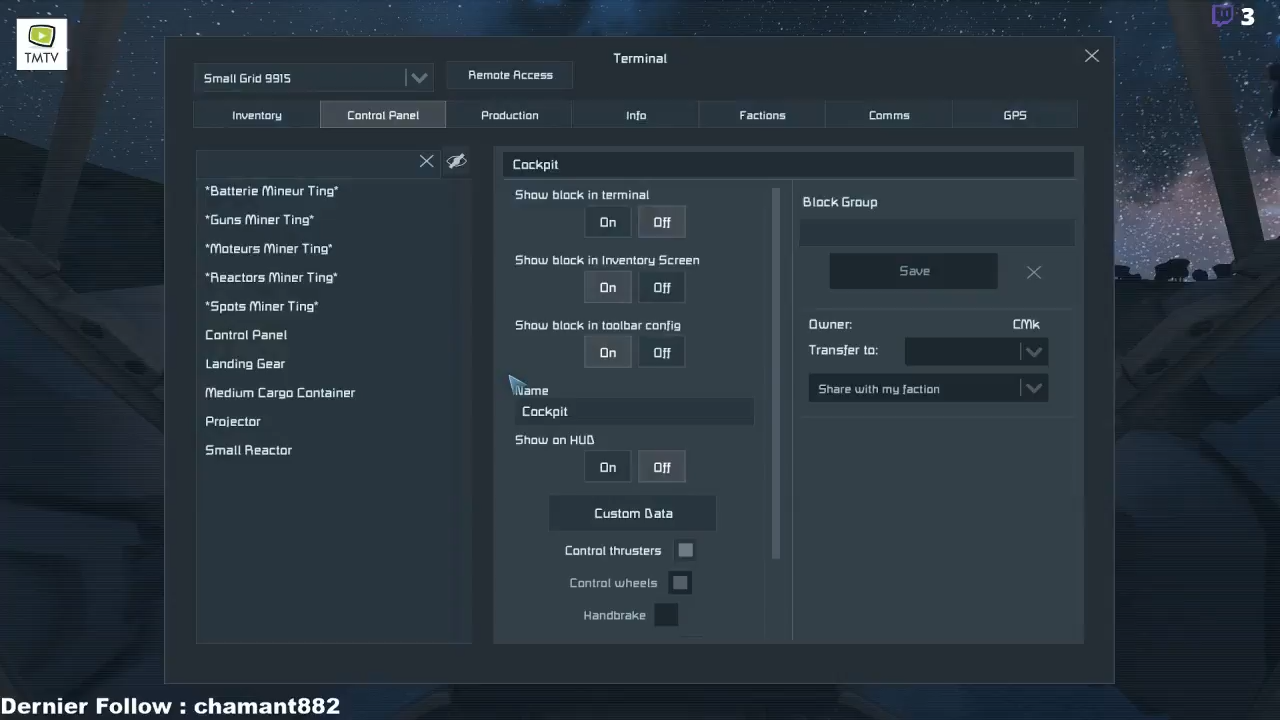 TMTV
3
Terminal
Small Grid 9915
Remote Access
Inventory
Control Panel
Production
Info
Factions
Comms
GPS
*Batterie Mineur Ting*
*Guns Miner Ting*
*Moteurs Miner Ting*
*Reactors Miner Ting*
*Spots Miner Ting*
Control Panel
Landing Gear
Medium Cargo Container
Projector
Small Reactor
Cockpit
Show block in terminal
On Off
Show block in Inventory Screen
On Off
Show block in toolbar config
On Off
Name
Cockpit
Show on HUD
On Off
Custom Data
Control thrusters
Control wheels
Handbrake
Block Group
Save
Owner: CMk
Transfer to:
Share with my faction
Dernier Follow : chamant882